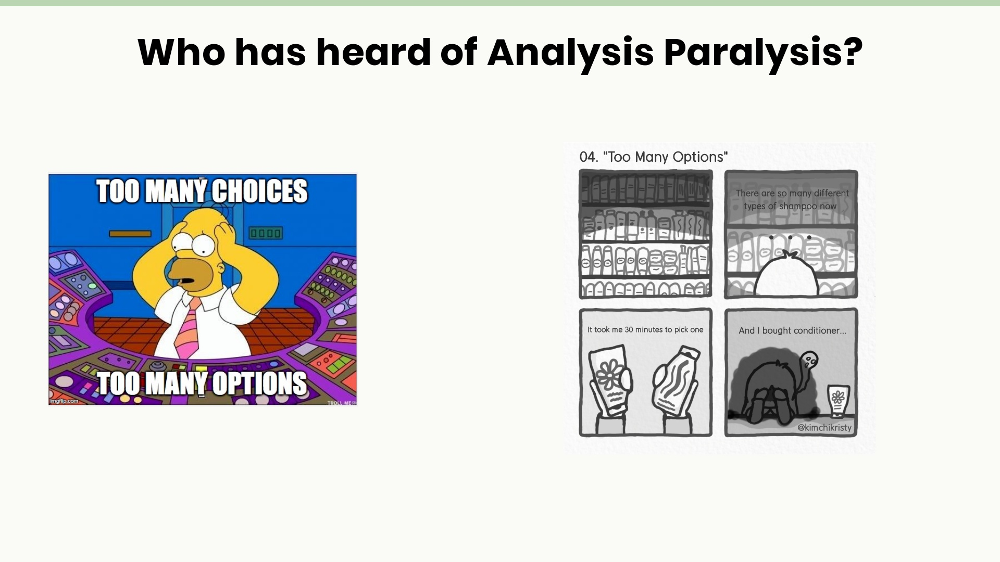 Who has heard of Analysis Paralysis?
TOO MANY CHOICES
TOO MANY OPTIONS
imgflip.com
TROLL ME
04. "Too Many Options"
There are so many different
types of shampoo now
It took me 30 minutes to pick one
And I bought conditioner...
@kimchikristy